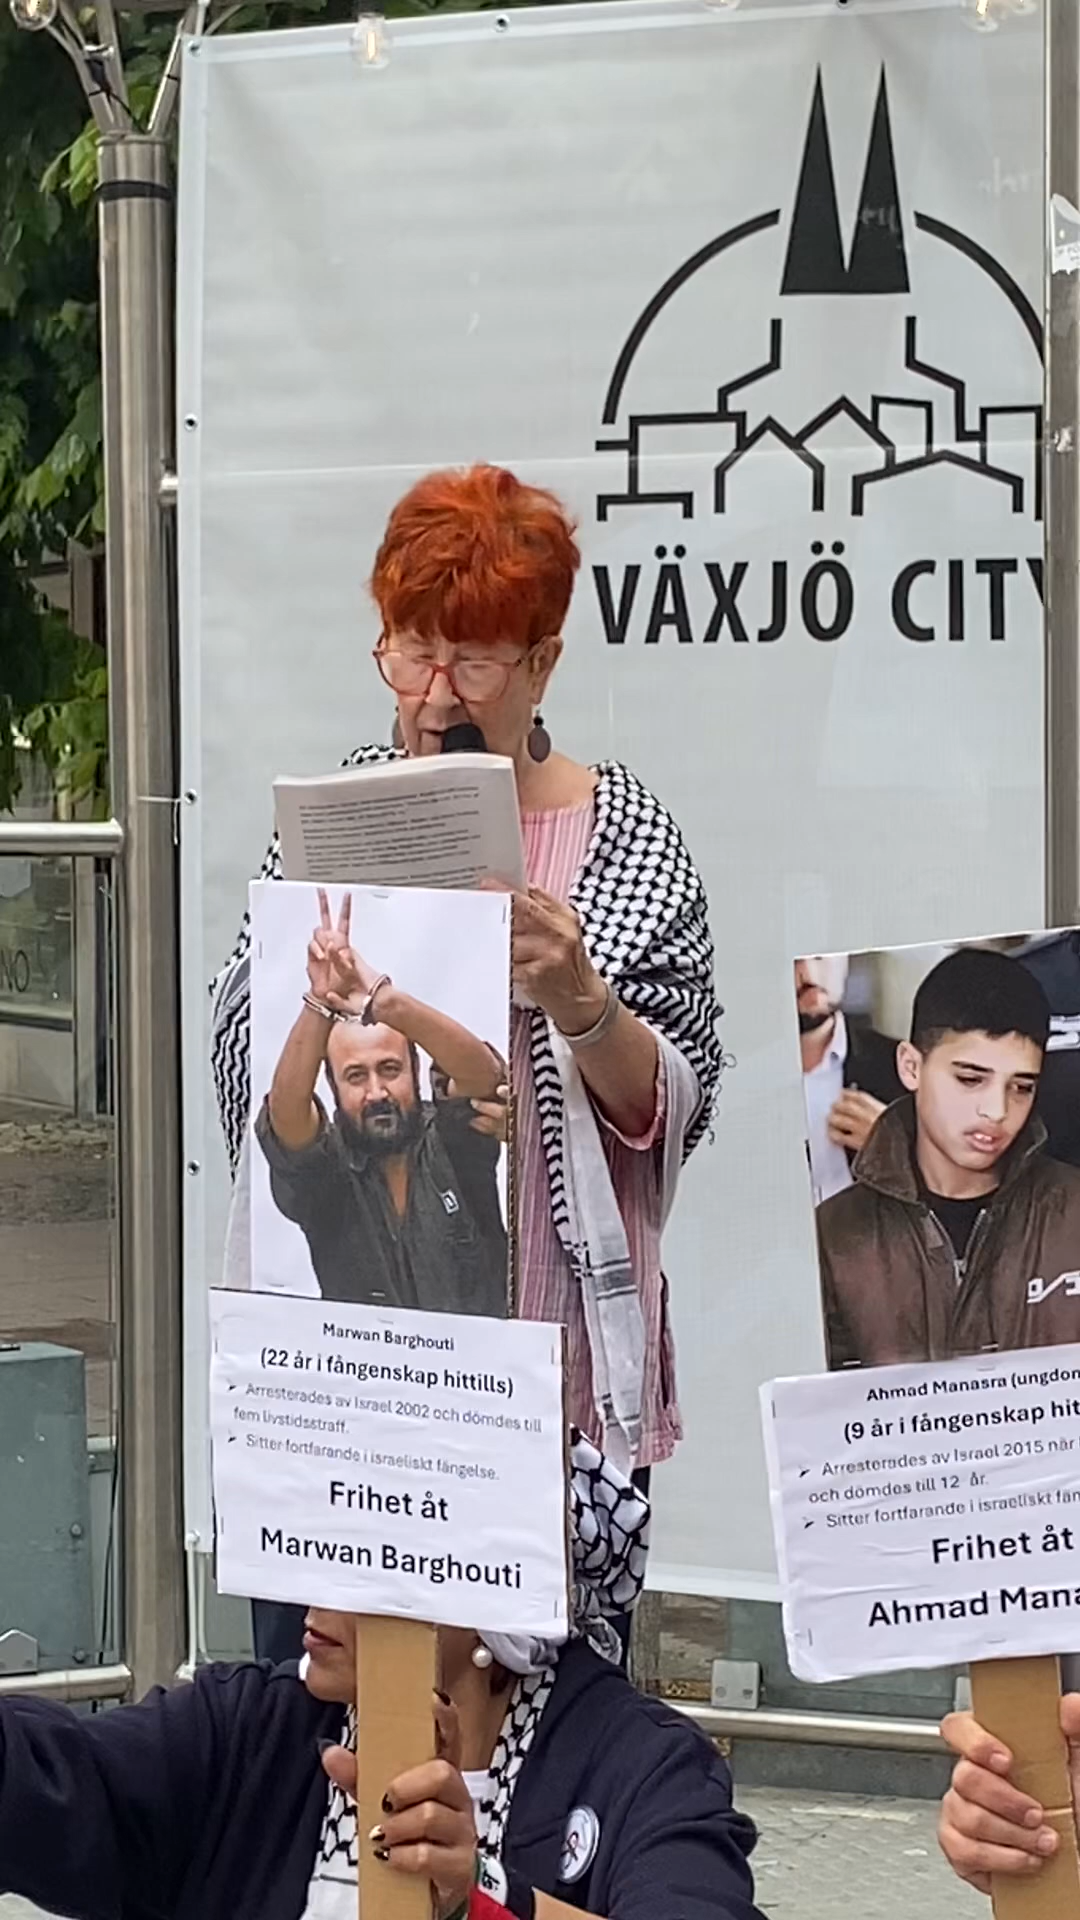 VÄXJÖ CITY
Marwan Barghouti
(22 år i fångenskap hittills)
➤ Arresterades av Israel 2002 och dömdes till
fem livstidsstraff.
➤ Sitter fortfarande i israeliskt fängelse.
Frihet åt
Marwan Barghouti
Ahmad Manasra (ungdom
(9 år i fångenskap hit
➤ Arresterades av Israel 2015 när
och dömdes till 12 år.
➤ Sitter fortfarande i israeliskt fän
Frihet åt
Ahmad Mana